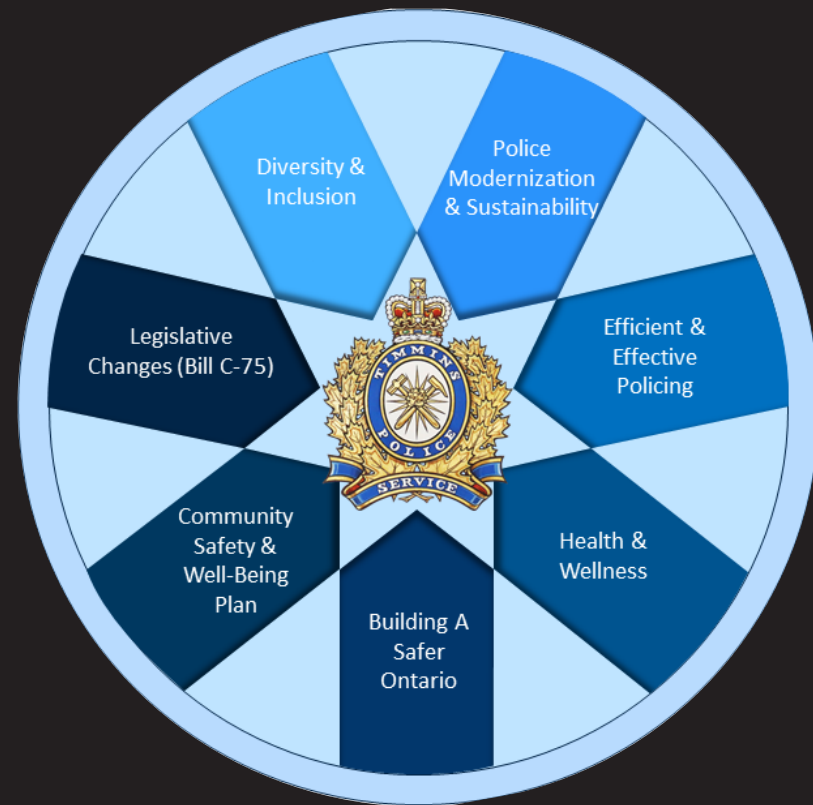 Diversity &
Inclusion
Police
Modernization
& Sustainability
Legislative
Changes (Bill C-75)
Efficient &
Effective
Policing
TIMMINS
POLICE
SERVICE
Community
Safety &
Well-Being
Plan
Health &
Wellness
Building A
Safer
Ontario